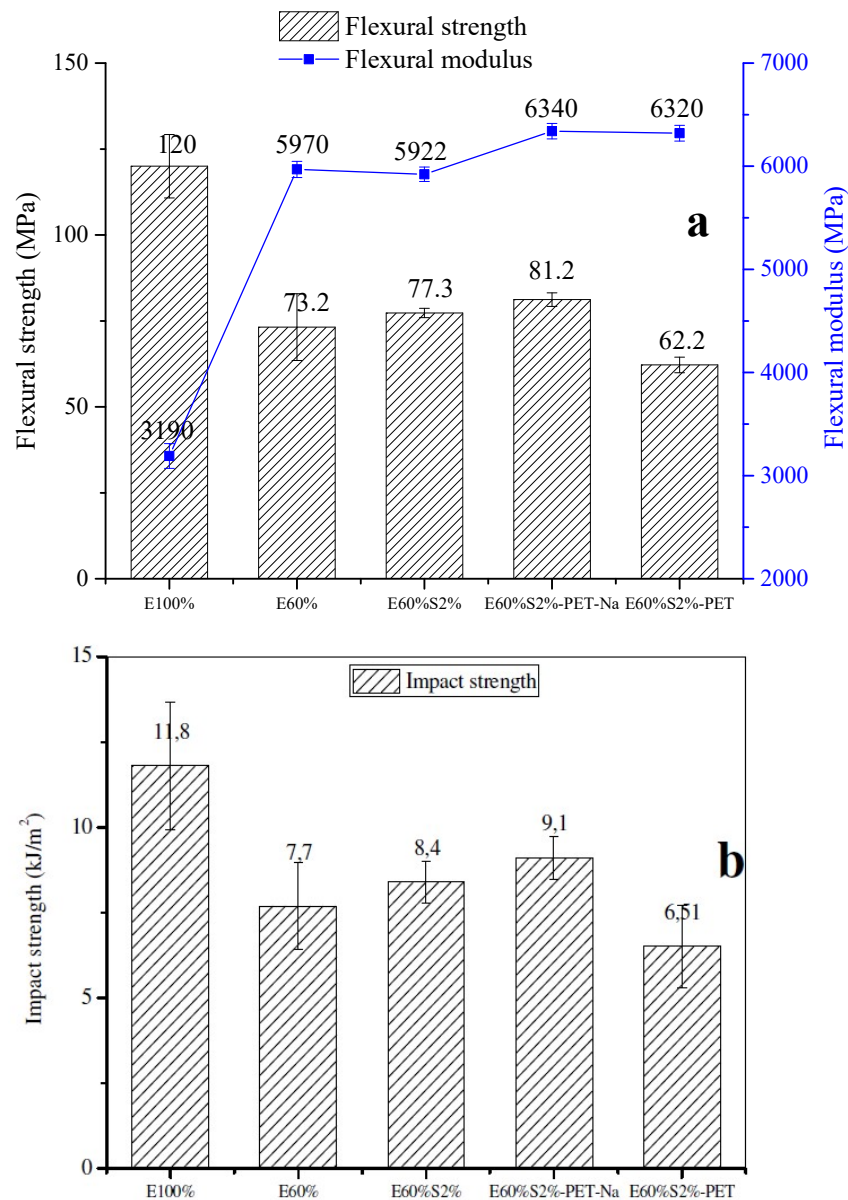 Flexural strength
Flexural modulus
150
100
50
0
Flexural strength (MPa)
7000
6000
5000
4000
3000
2000
Flexural modulus (MPa)
120
5970
5922
6340
6320
a
73.2
77.3
81.2
62.2
3190
E100%
E60%
E60%S2%
E60%S2%-PET-Na
E60%S2%-PET
Impact strength
15
10
5
0
Impact strength (kJ/m²)
11,8
7,7
8,4
9,1
6,51
b
E100%
E60%
E60%S2%
E60%S2%-PET-Na
E60%S2%-PET